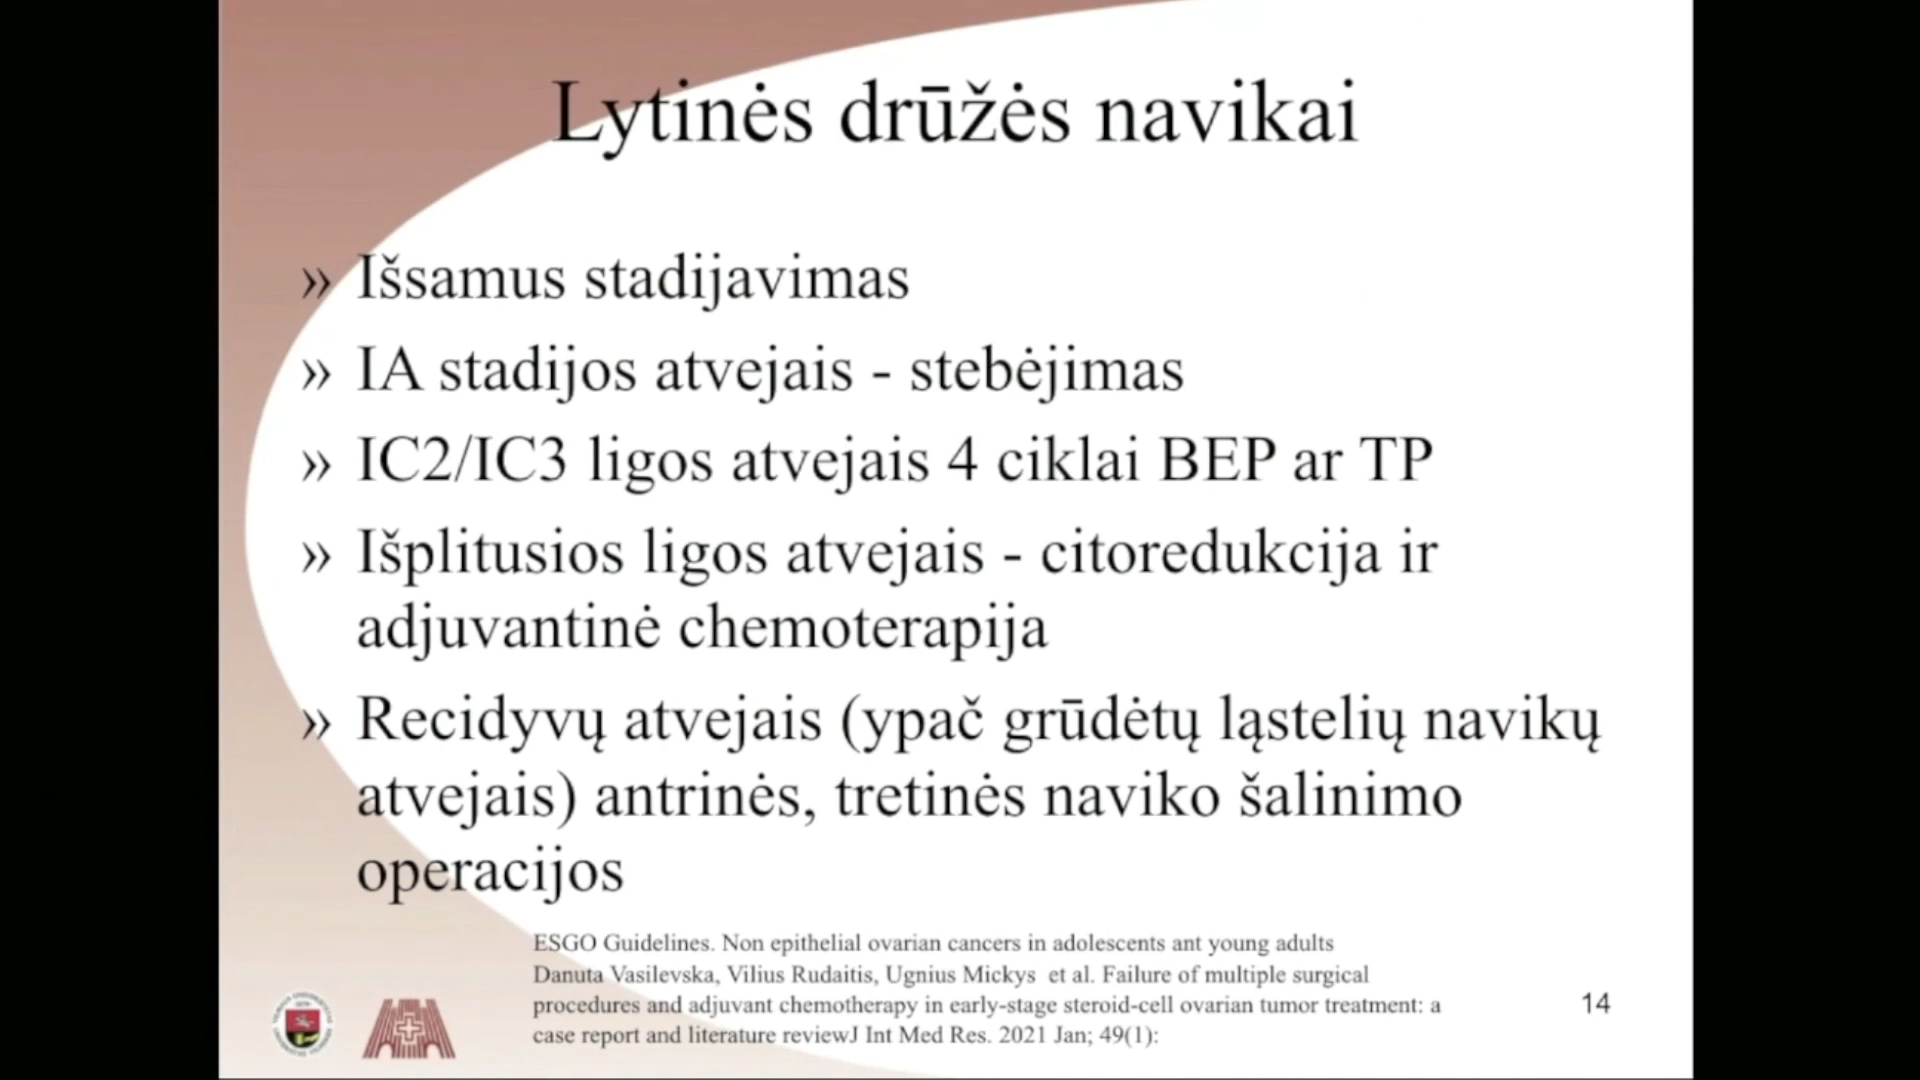 Lytinės drūžės navikai
» Išsamus stadijavimas
» IA stadijos atvejais - stebėjimas
» IC2/IC3 ligos atvejais 4 ciklai BEP ar TP
» Išplitusios ligos atvejais - citoredukcija ir
adjuvantinė chemoterapija
» Recidyvų atvejais (ypač grūdėtų ląstelių navikų
atvejais) antrinės, tretinės naviko šalinimo
operacijos
ESGO Guidelines. Non epithelial ovarian cancers in adolescents ant young adults
Danuta Vasilevska, Vilius Rudaitis, Ugnius Mickys et al. Failure of multiple surgical
procedures and adjuvant chemotherapy in early-stage steroid-cell ovarian tumor treatment: a
case report and literature reviewJ Int Med Res. 2021 Jan; 49(1):
14